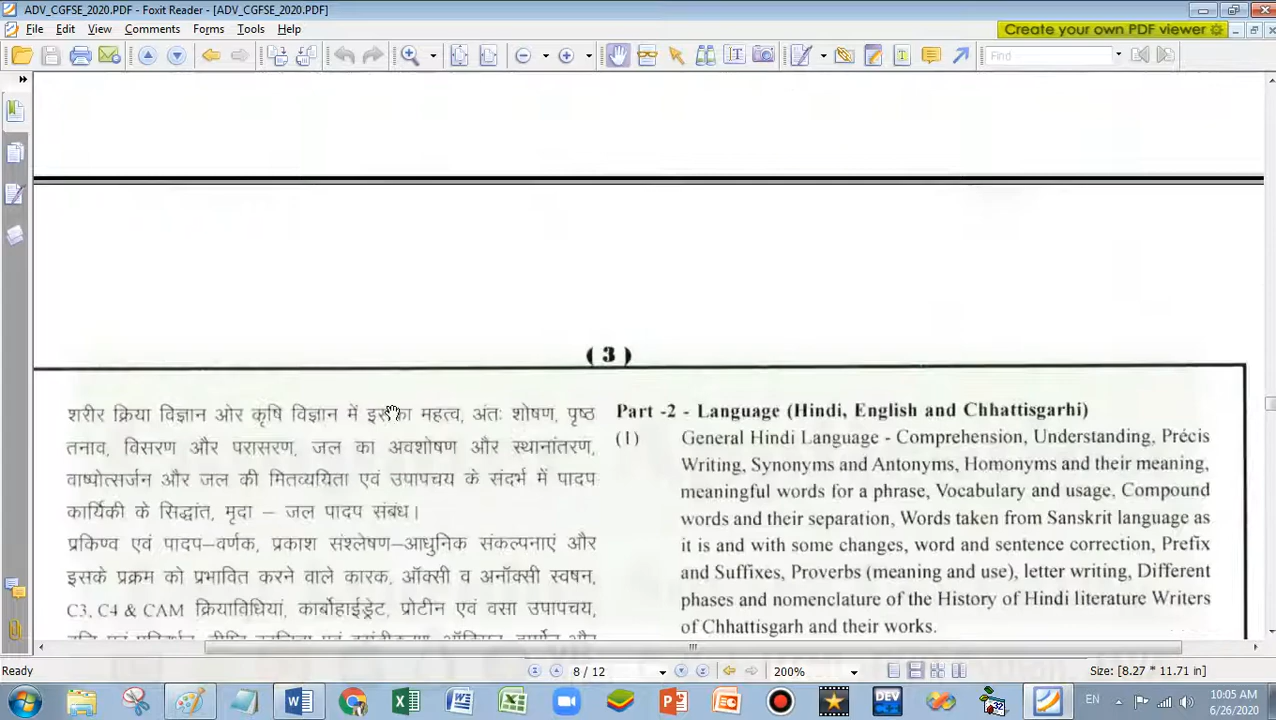 ADV_CGFSE_2020.PDF - Foxit Reader - [ADV_CGFSE_2020.PDF]
File Edit View Comments Forms Tools Help
Create your own PDF viewer
Find
( 3 )
शरीर क्रिया विज्ञान ओर कृषि विज्ञान में इसका महत्व, अंतः शोषण, पृष्ठ
तनाव, विसरण और परासरण, जल का अवशोषण और स्थानांतरण,
वाष्पोत्सर्जन और जल की मितव्ययिता एवं उपापचय के संदर्भ में पादप
कार्यिकी के सिद्धांत, मृदा – जल पादप संबंध।
प्रकिण्व एवं पादप–वर्णक, प्रकाश संश्लेषण–आधुनिक संकल्पनाएं और
इसके प्रक्रम को प्रभावित करने वाले कारक, ऑक्सी व अनॉक्सी स्वषन,
C3, C4 & CAM क्रियाविधियां, कार्बोहाईड्रेट, प्रोटीन एवं वसा उपापचय,
Part -2 - Language (Hindi, English and Chhattisgarhi)
(1) General Hindi Language - Comprehension, Understanding, Précis
Writing, Synonyms and Antonyms, Homonyms and their meaning,
meaningful words for a phrase, Vocabulary and usage, Compound
words and their separation, Words taken from Sanskrit language as
it is and with some changes, word and sentence correction, Prefix
and Suffixes, Proverbs (meaning and use), letter writing, Different
phases and nomenclature of the History of Hindi literature Writers
of Chhattisgarh and their works.
Ready
8 / 12
200%
Size: [8.27 * 11.71 in]
DEV
32
EN
10:05 AM
6/26/2020